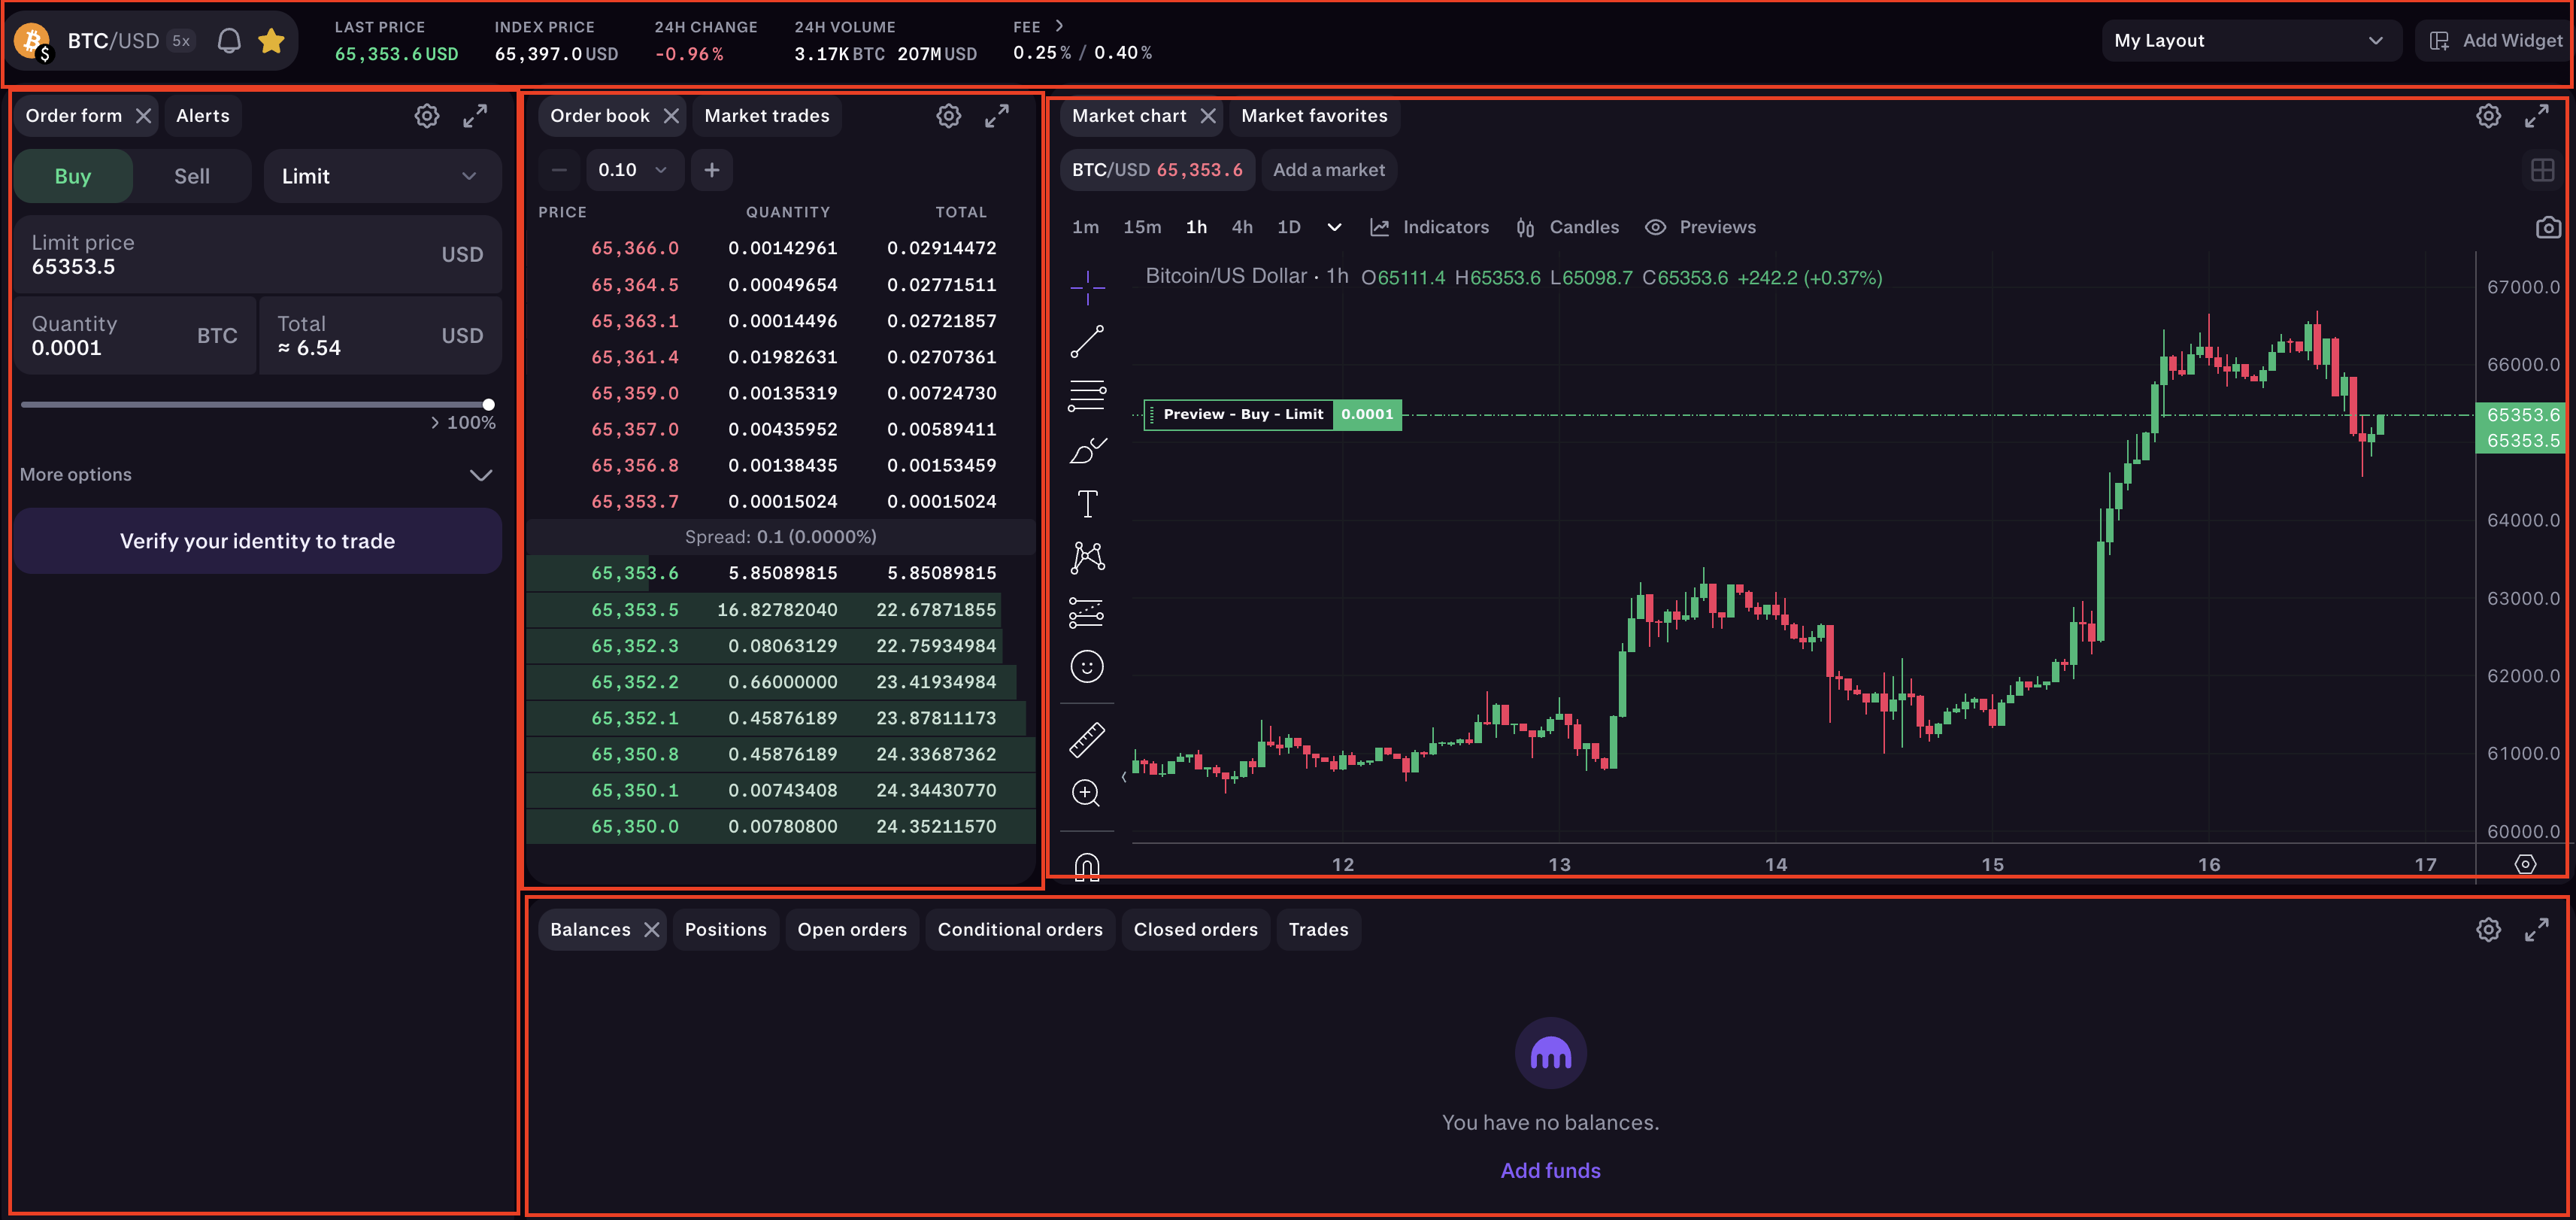 BTC/USD 5x
LAST PRICE
65,353.6 USD
INDEX PRICE
65,397.0 USD
24H CHANGE
-0.96%
24H VOLUME
3.17K BTC 207M USD
FEE
0.25% / 0.40%
My Layout
Add Widget
Order form
Alerts
Buy
Sell
Limit
Limit price
65353.5
USD
Quantity
0.0001
BTC
Total
≈ 6.54
USD
> 100%
More options
Verify your identity to trade
Order book
Market trades
0.10
PRICE QUANTITY TOTAL
65,366.0 0.00142961 0.02914472
65,364.5 0.00049654 0.02771511
65,363.1 0.00014496 0.02721857
65,361.4 0.01982631 0.02707361
65,359.0 0.00135319 0.00724730
65,357.0 0.00435952 0.00589411
65,356.8 0.00138435 0.00153459
65,353.7 0.00015024 0.00015024
Spread: 0.1 (0.0000%)
65,353.6 5.85089815 5.85089815
65,353.5 16.82782040 22.67871855
65,352.3 0.08063129 22.75934984
65,352.2 0.66000000 23.41934984
65,352.1 0.45876189 23.87811173
65,350.8 0.45876189 24.33687362
65,350.1 0.00743408 24.34430770
65,350.0 0.00780800 24.35211570
Market chart
Market favorites
BTC/USD 65,353.6
Add a market
1m 15m 1h 4h 1D Indicators Candles Previews
Bitcoin/US Dollar · 1h O65111.4 H65353.6 L65098.7 C65353.6 +242.2 (+0.37%)
Preview - Buy - Limit 0.0001
67000.0
66000.0
65353.6
65353.5
64000.0
63000.0
62000.0
61000.0
60000.0
12 13 14 15 16 17
Balances
Positions
Open orders
Conditional orders
Closed orders
Trades
You have no balances.
Add funds